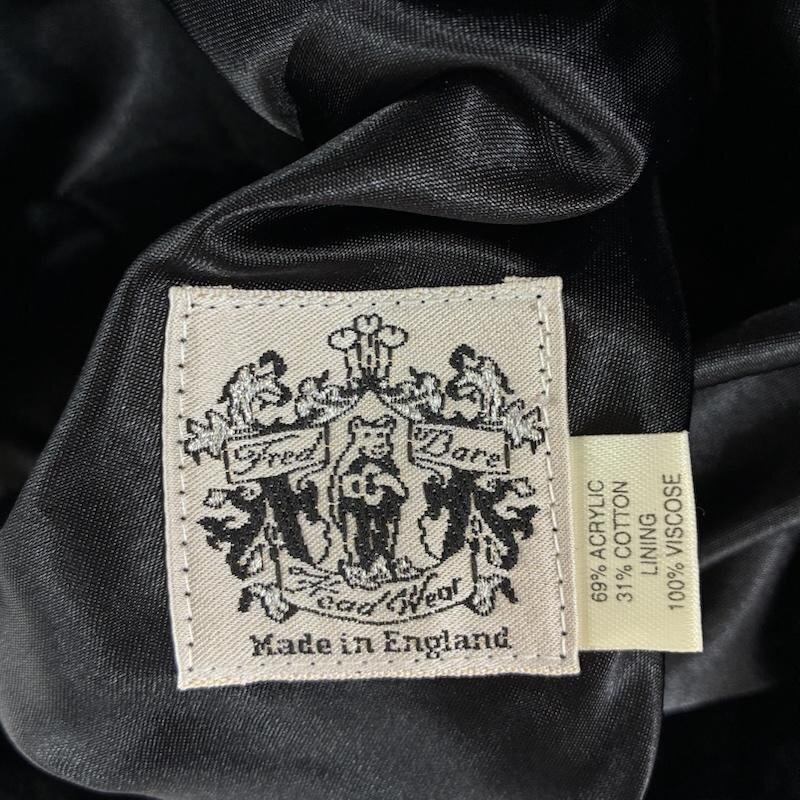 Fred Bare
Head Wear
Made in England
69% ACRYLIC
31% COTTON
LINING
100% VISCOSE